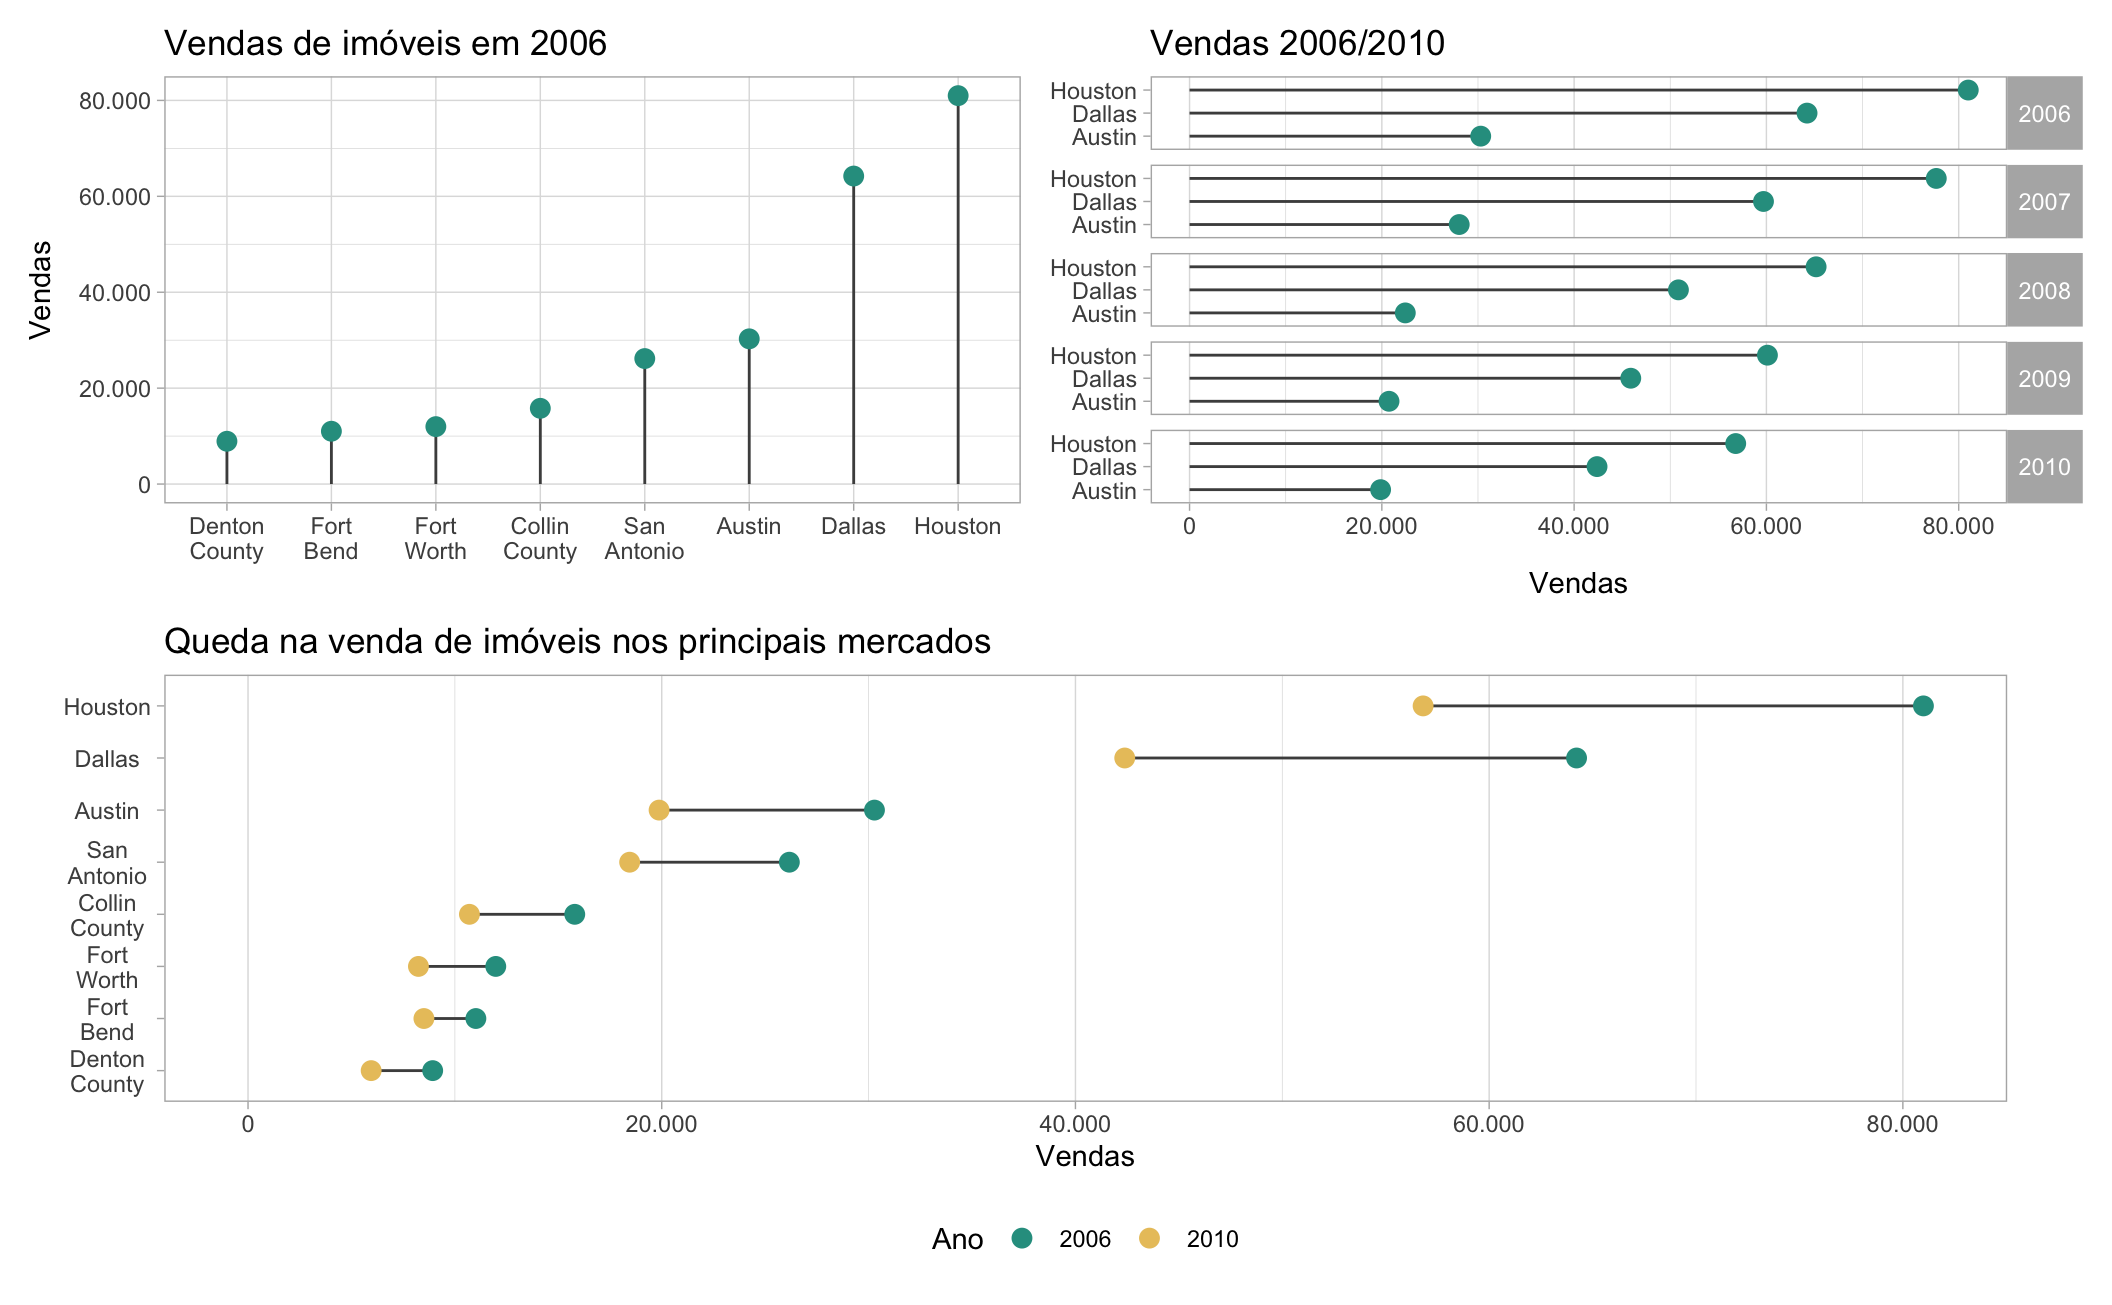 Vendas de imóveis em 2006
Vendas
80.000
60.000
40.000
20.000
0
Denton
County
Fort
Bend
Fort
Worth
Collin
County
San
Antonio
Austin
Dallas
Houston
Vendas 2006/2010
Houston
Dallas
Austin
2006
Houston
Dallas
Austin
2007
Houston
Dallas
Austin
2008
Houston
Dallas
Austin
2009
Houston
Dallas
Austin
2010
0 20.000 40.000 60.000 80.000
Vendas
Queda na venda de imóveis nos principais mercados
Houston
Dallas
Austin
San
Antonio
Collin
County
Fort
Worth
Fort
Bend
Denton
County
0 20.000 40.000 60.000 80.000
Vendas
Ano 2006 2010